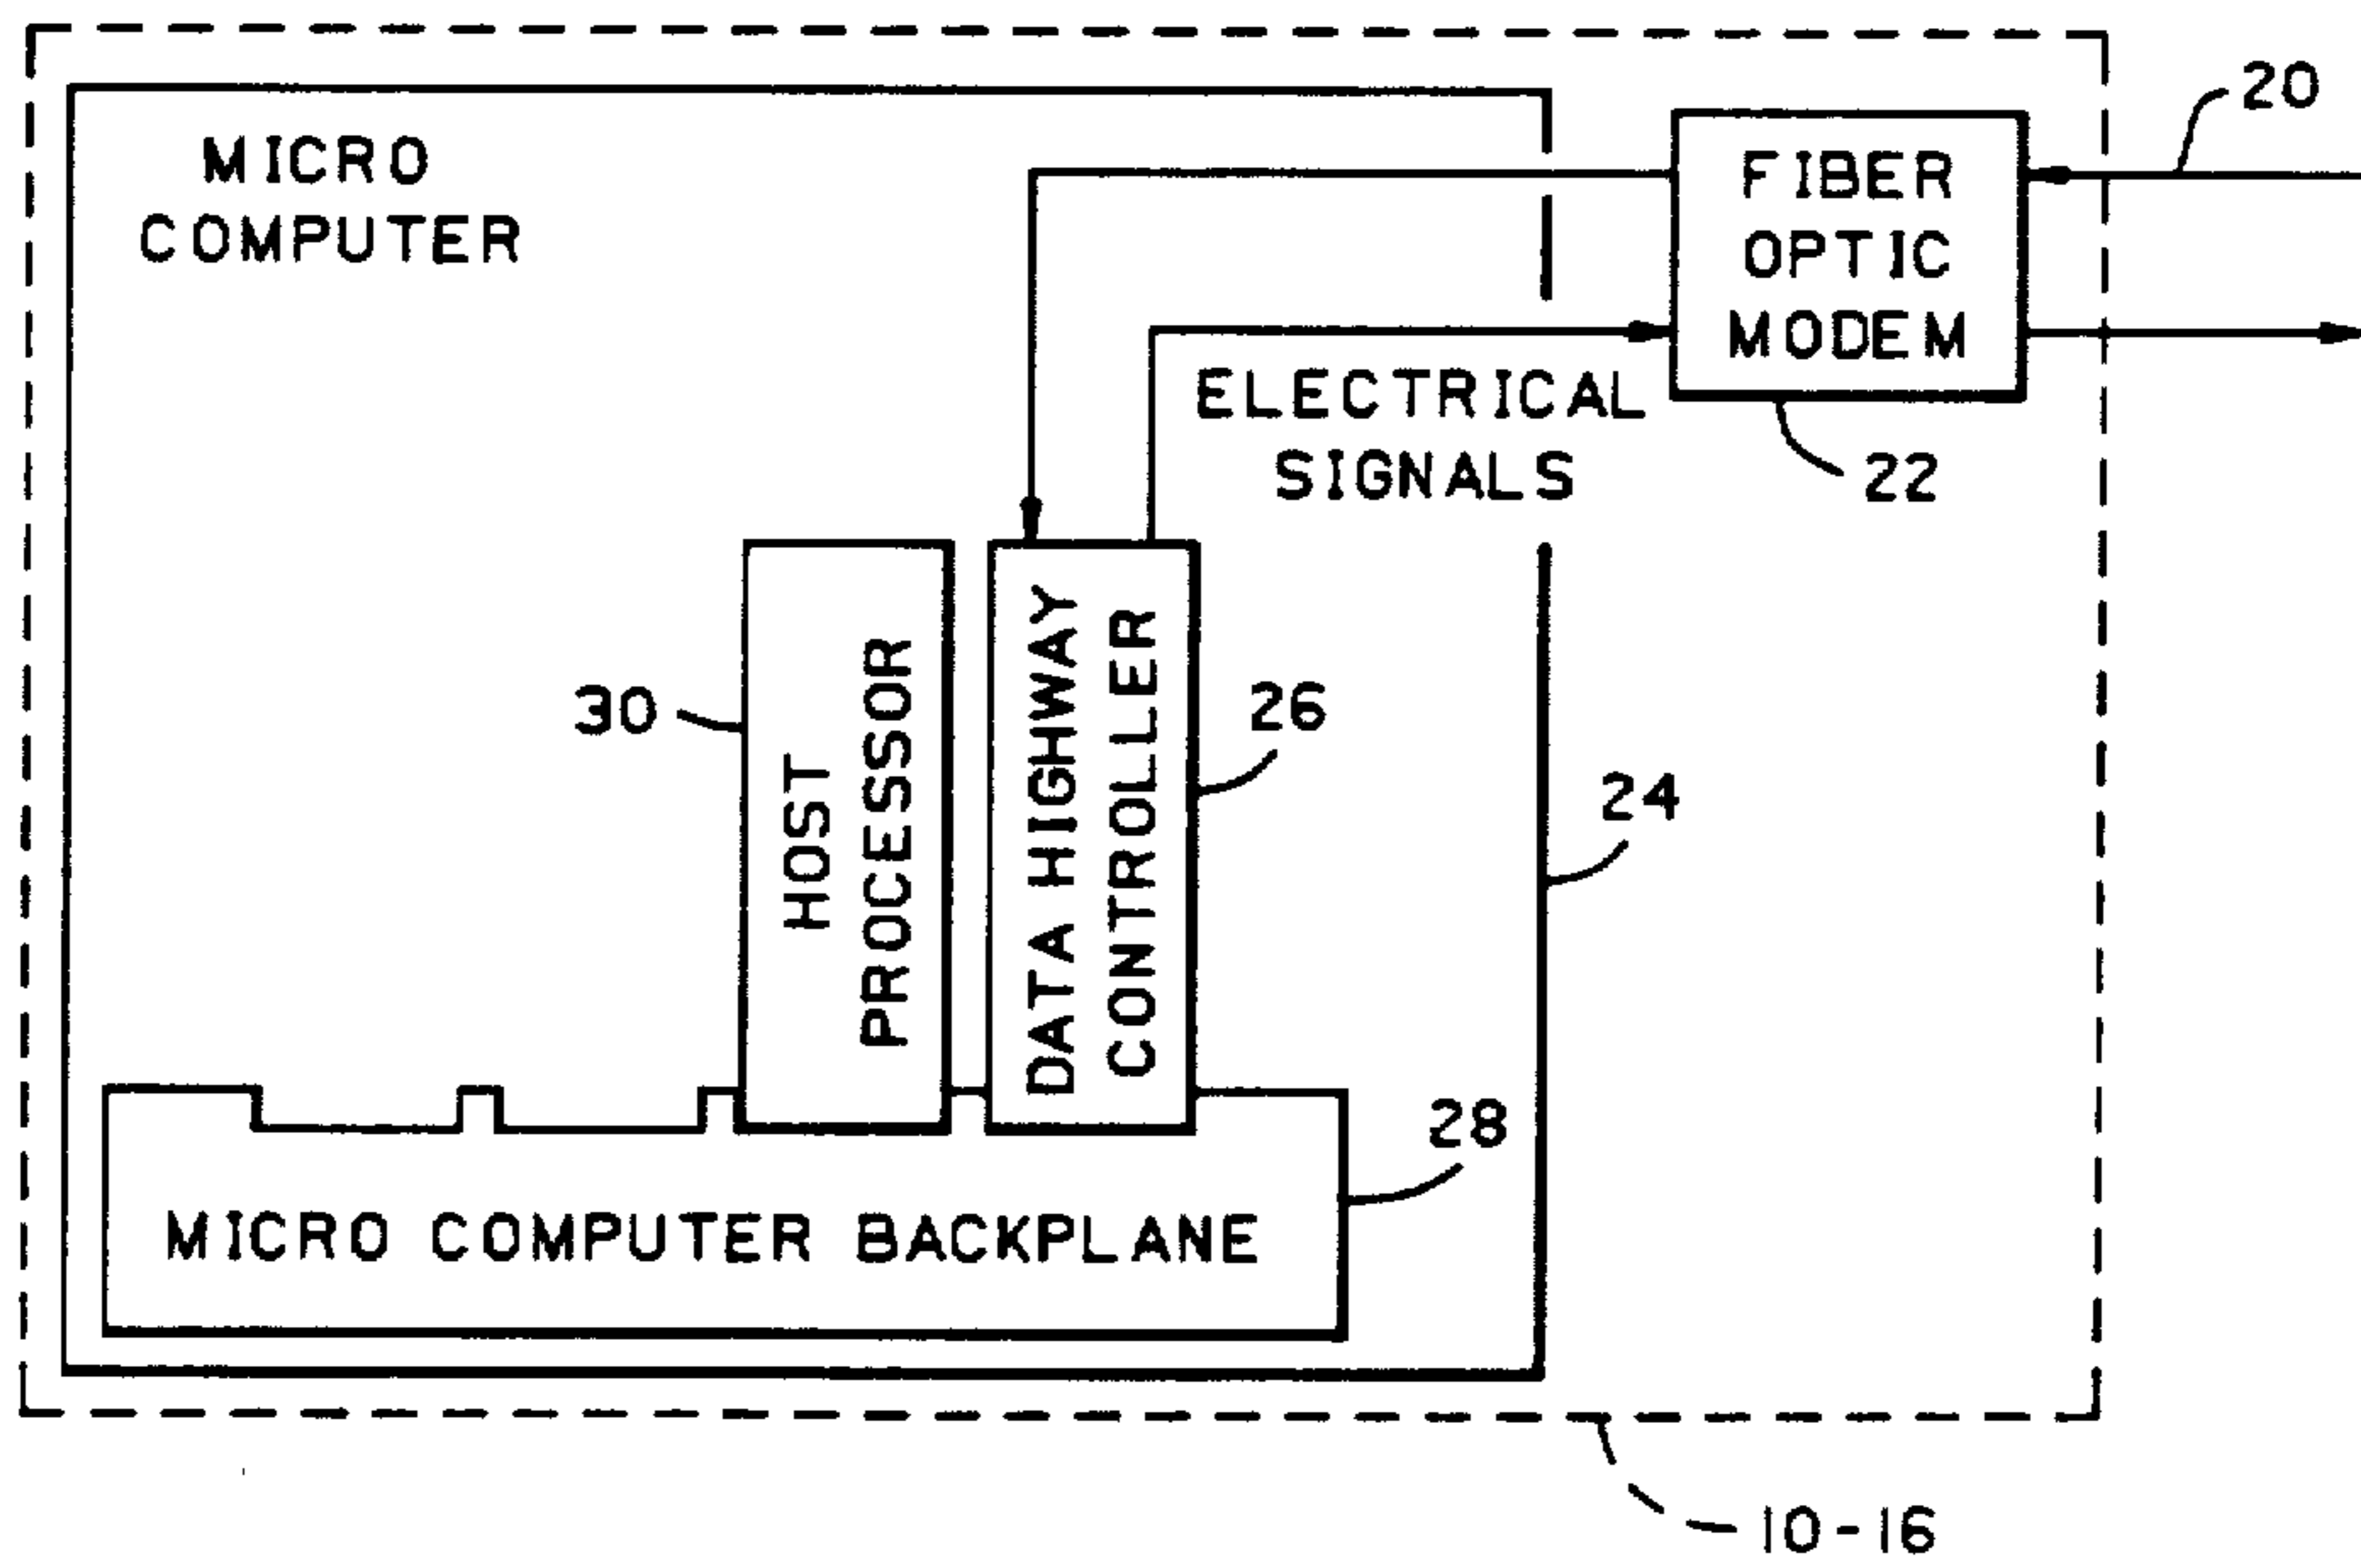 MICRO
COMPUTER
FIBER
OPTIC
MODEM
20
ELECTRICAL
SIGNALS
22
30
HOST
PROCESSOR
DATA HIGHWAY
CONTROLLER
26
24
28
MICRO COMPUTER BACKPLANE
10-16